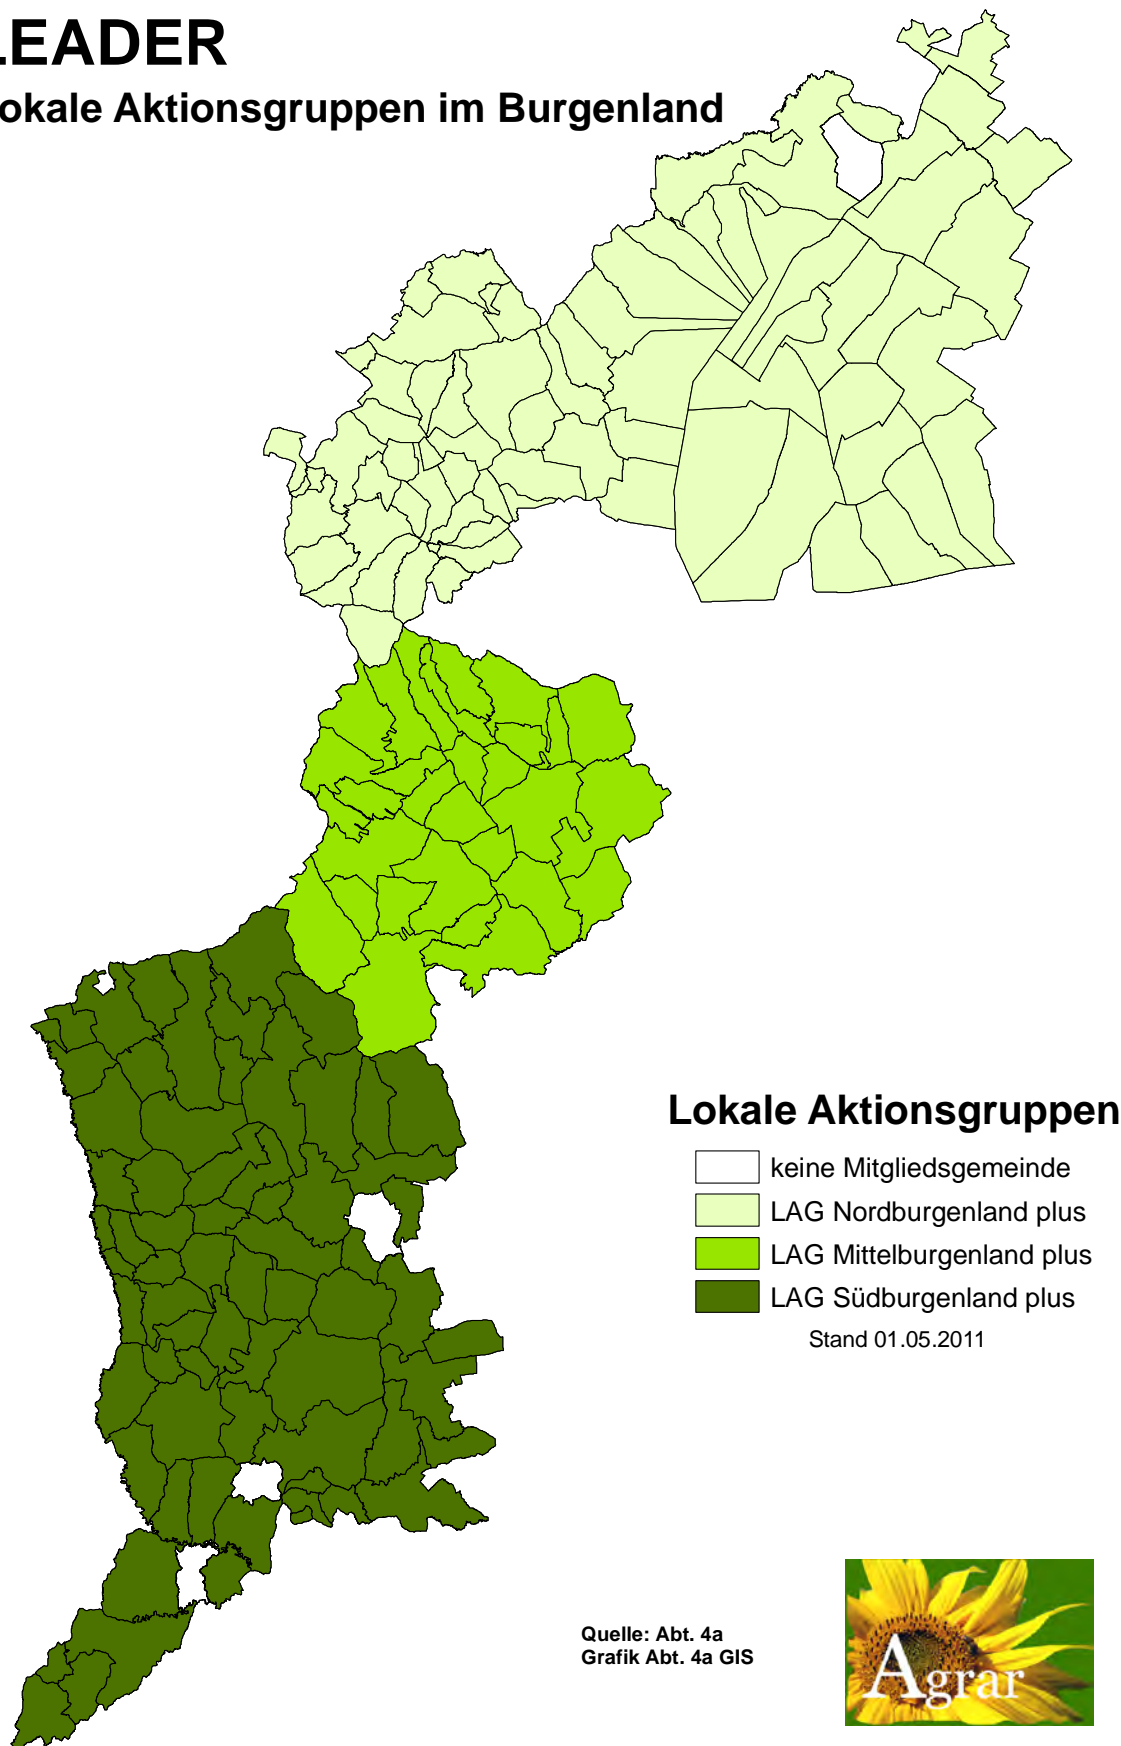 LEADER
Lokale Aktionsgruppen im Burgenland
Lokale Aktionsgruppen
keine Mitgliedsgemeinde
LAG Nordburgenland plus
LAG Mittelburgenland plus
LAG Südburgenland plus
Stand 01.05.2011
Quelle: Abt. 4a
Grafik Abt. 4a GIS
Agrar